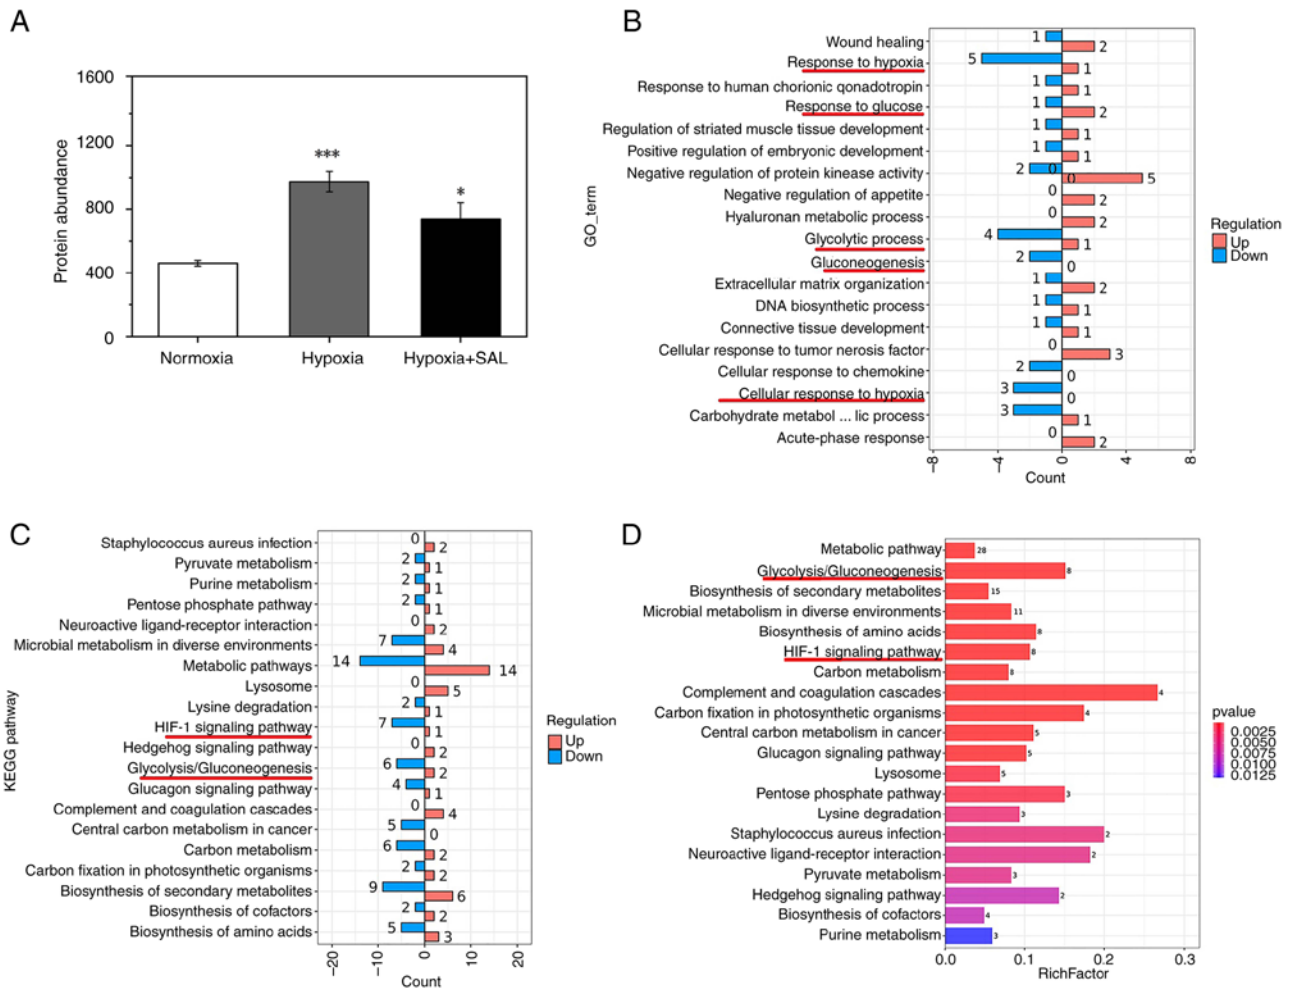 A
1600
1200
800
400
0
Protein abundance
***
*
Normoxia
Hypoxia
Hypoxia+SAL
B
GO_term
Wound healing 1 2
Response to hypoxia 5 1
Response to human chorionic qonadotropin 1 1
Response to glucose 1 2
Regulation of striated muscle tissue development 1 1
Positive regulation of embryonic development 1 1
Negative regulation of protein kinase activity 2 0 0 5
Negative regulation of appetite 0 2
Hyaluronan metabolic process 0 2
Glycolytic process 4 1
Gluconeogenesis 2 0
Extracellular matrix organization 1 2
DNA biosynthetic process 1 1
Connective tissue development 1 1
Cellular response to tumor nerosis factor 0 3
Cellular response to chemokine 2 0
Cellular response to hypoxia 3 0
Carbohydrate metabol ... lic process 3 1
Acute-phase response 0 2
−8 −4 0 4 8
Count
Regulation
Up
Down
C
KEGG pathway
Staphylococcus aureus infection 0 2
Pyruvate metabolism 2 1
Purine metabolism 2 1
Pentose phosphate pathway 2 1
Neuroactive ligand-receptor interaction 0 2
Microbial metabolism in diverse environments 7 4
Metabolic pathways 14 14
Lysosome 0 5
Lysine degradation 2 1
HIF-1 signaling pathway 7 1
Hedgehog signaling pathway 0 2
Glycolysis/Gluconeogenesis 6 2
Glucagon signaling pathway 4 1
Complement and coagulation cascades 0 4
Central carbon metabolism in cancer 5 0
Carbon metabolism 6 2
Carbon fixation in photosynthetic organisms 2 2
Biosynthesis of secondary metabolites 9 6
Biosynthesis of cofactors 2 2
Biosynthesis of amino acids 5 3
−20 −10 0 10 20
Count
Regulation
Up
Down
D
Metabolic pathway 28
Glycolysis/Gluconeogenesis 8
Biosynthesis of secondary metabolites 15
Microbial metabolism in diverse environments 11
Biosynthesis of amino acids 8
HIF-1 signaling pathway 8
Carbon metabolism 8
Complement and coagulation cascades 4
Carbon fixation in photosynthetic organisms 4
Central carbon metabolism in cancer 5
Glucagon signaling pathway 5
Lysosome 5
Pentose phosphate pathway 3
Lysine degradation 3
Staphylococcus aureus infection 2
Neuroactive ligand-receptor interaction 2
Pyruvate metabolism 3
Hedgehog signaling pathway 2
Biosynthesis of cofactors 4
Purine metabolism 3
0.0 0.1 0.2 0.3
RichFactor
pvalue
0.0025
0.0050
0.0075
0.0100
0.0125